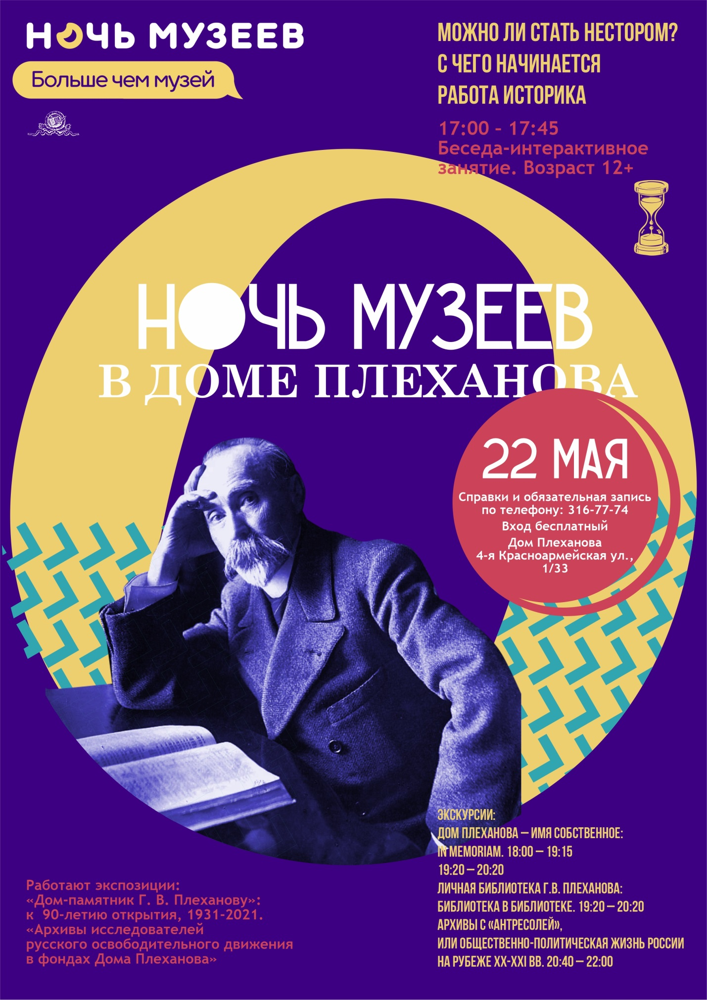 НОЧЬ МУЗЕЕВ
Больше чем музей
МОЖНО ЛИ СТАТЬ НЕСТОРОМ?
С ЧЕГО НАЧИНАЕТСЯ
РАБОТА ИСТОРИКА
17:00 - 17:45
Беседа-интерактивное
занятие. Возраст 12+
НОЧЬ МУЗЕЕВ
В ДОМЕ ПЛЕХАНОВА
22 МАЯ
Справки и обязательная запись
по телефону: 316-77-74
Вход бесплатный
Дом Плеханова
4-я Красноармейская ул.,
1/33
Работают экспозиции:
«Дом-памятник Г. В. Плеханову»:
к 90-летию открытия, 1931-2021.
«Архивы исследователей
русского освободительного движения
в фондах Дома Плеханова»
ЭКСКУРСИИ:
ДОМ ПЛЕХАНОВА – ИМЯ СОБСТВЕННОЕ:
IN MEMORIAM. 18:00 – 19:15
19:20 – 20:20
ЛИЧНАЯ БИБЛИОТЕКА Г.В. ПЛЕХАНОВА:
БИБЛИОТЕКА В БИБЛИОТЕКЕ. 19:20 – 20:20
АРХИВЫ С «АНТРЕСОЛЕЙ»,
ИЛИ ОБЩЕСТВЕННО-ПОЛИТИЧЕСКАЯ ЖИЗНЬ РОССИИ
НА РУБЕЖЕ XX-XXI ВВ. 20:40 – 22:00